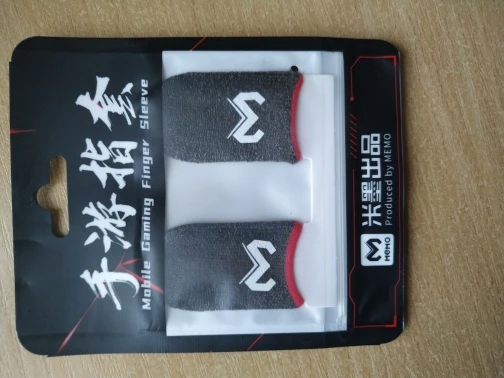 手游指套
Mobile Gaming Finger Sleeve
米墨出品
Produced by MEMO
MEMO